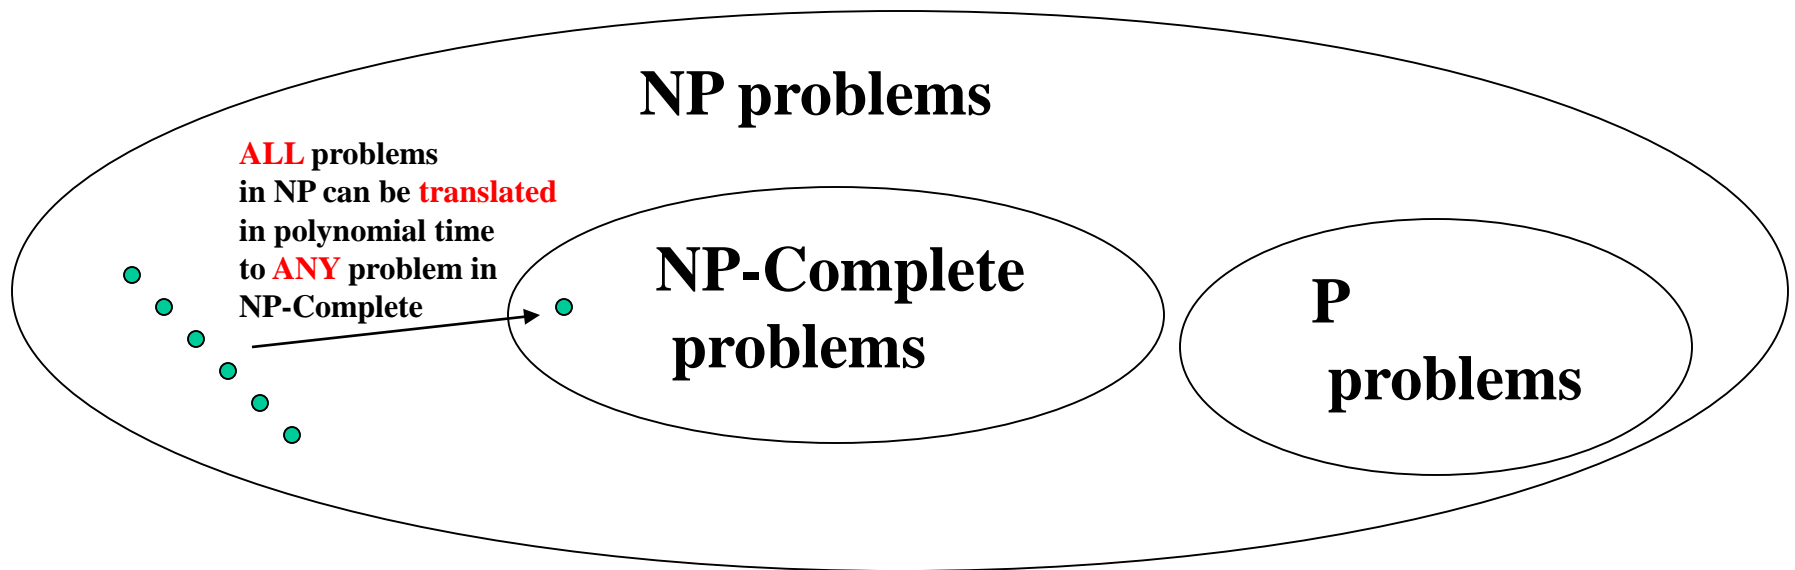 NP problems
ALL problems
in NP can be translated
in polynomial time
to ANY problem in
NP-Complete
NP-Complete
problems
P
problems